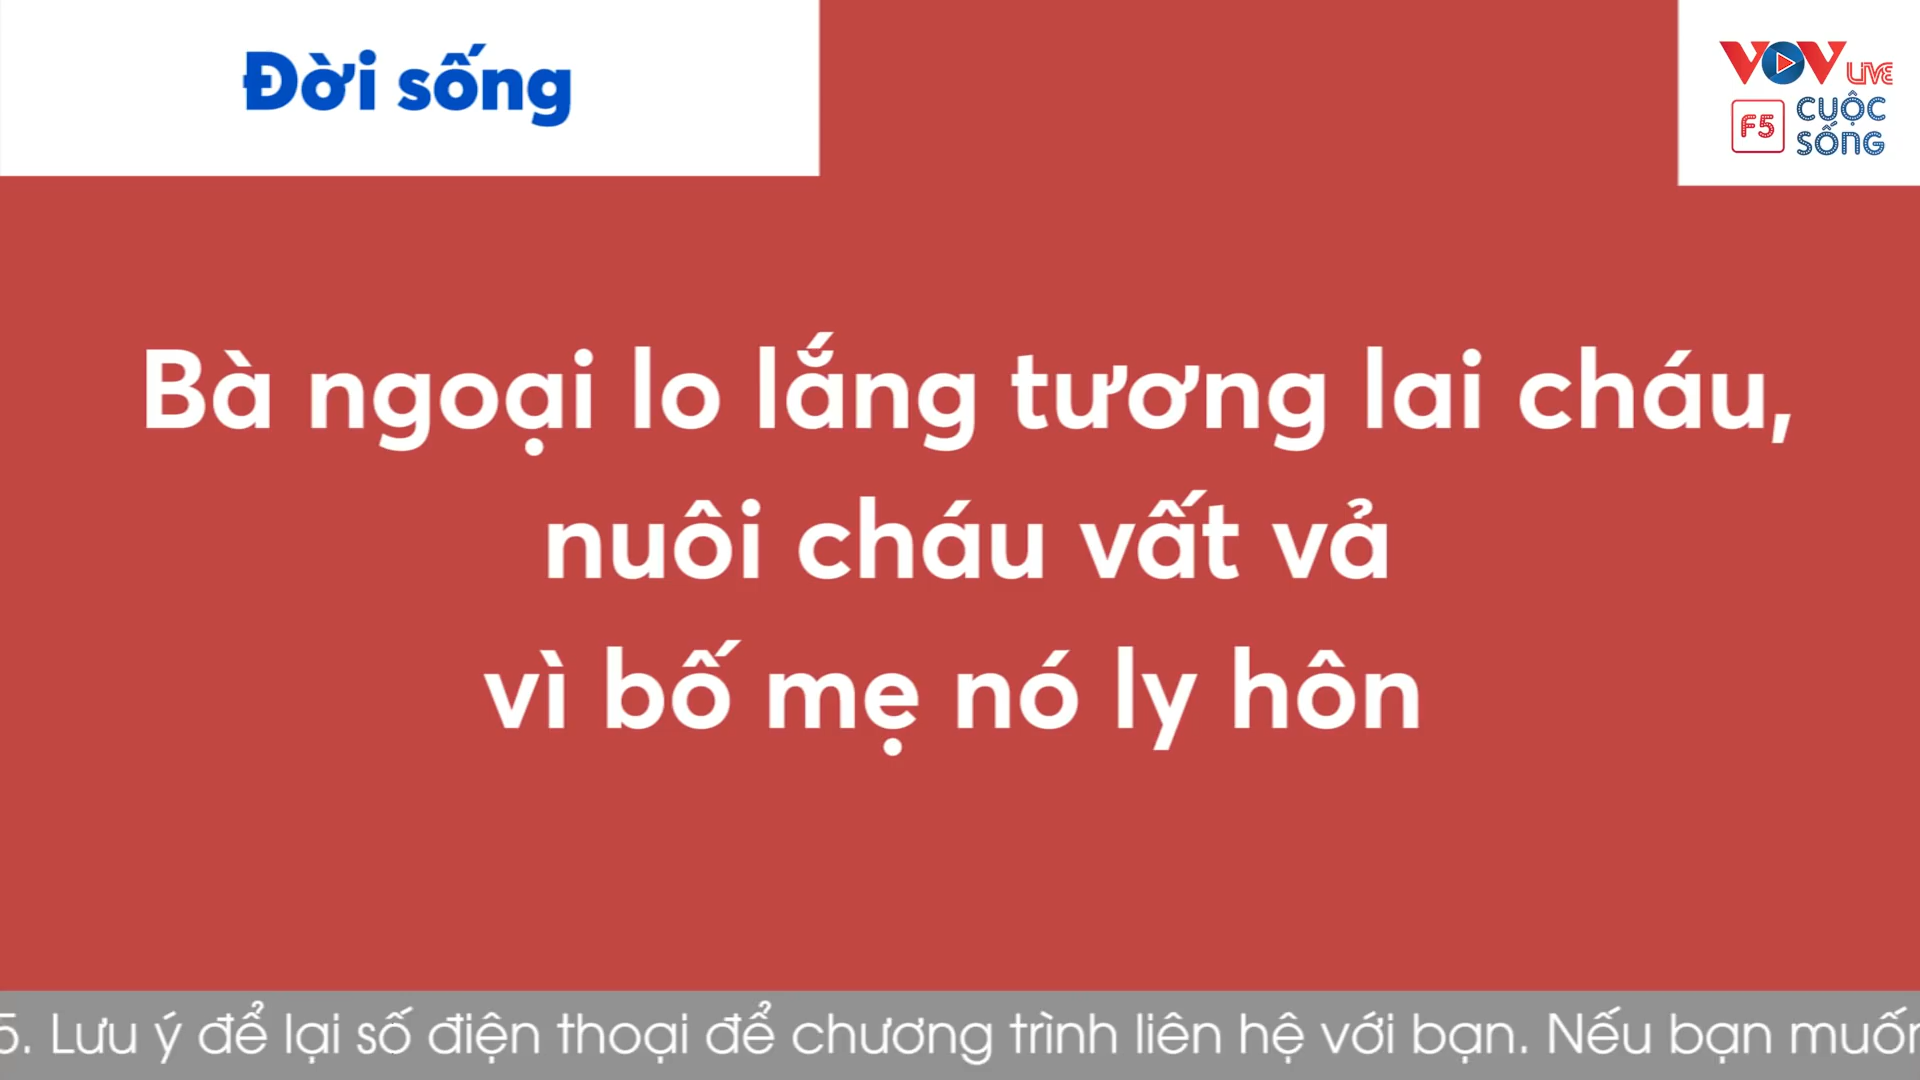 Đời sống
VOV LIVE
F5 CUỘC SỐNG
Bà ngoại lo lắng tương lai cháu,
nuôi cháu vất vả
vì bố mẹ nó ly hôn
5. Lưu ý để lại số điện thoại để chương trình liên hệ với bạn. Nếu bạn muốn